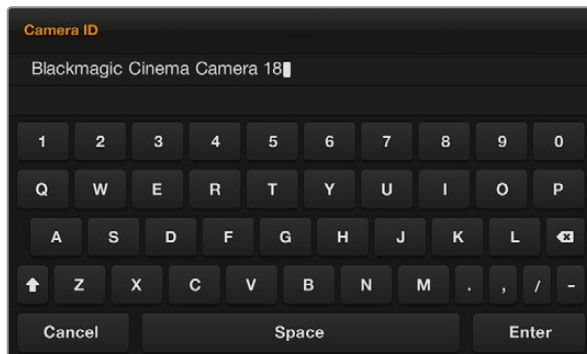 Camera ID
Blackmagic Cinema Camera 18
1 2 3 4 5 6 7 8 9 0
Q W E R T Y U I O P
A S D F G H J K L
Z X C V B N M . , / -
Cancel Space Enter